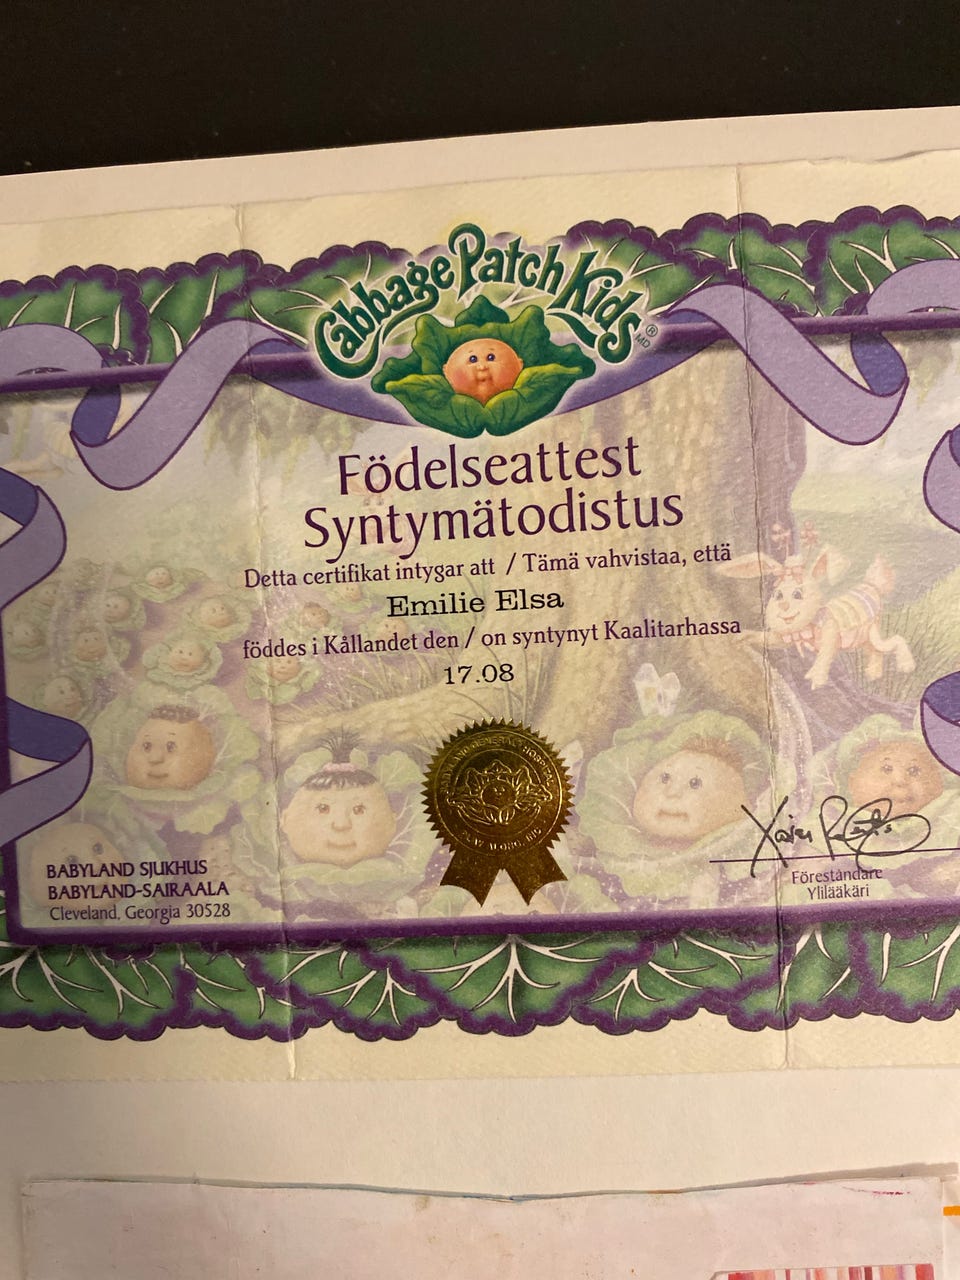 Cabbage Patch Kids®
MD
Födelseattest
Syntymätodistus
Detta certifikat intygar att / Tämä vahvistaa, että
Emilie Elsa
föddes i Kållandet den / on syntynyt Kaalitarhassa
17.08
BABYLAND SJUKHUS
BABYLAND-SAIRAALA
Cleveland, Georgia 30528
Föreståndare
Ylilääkäri